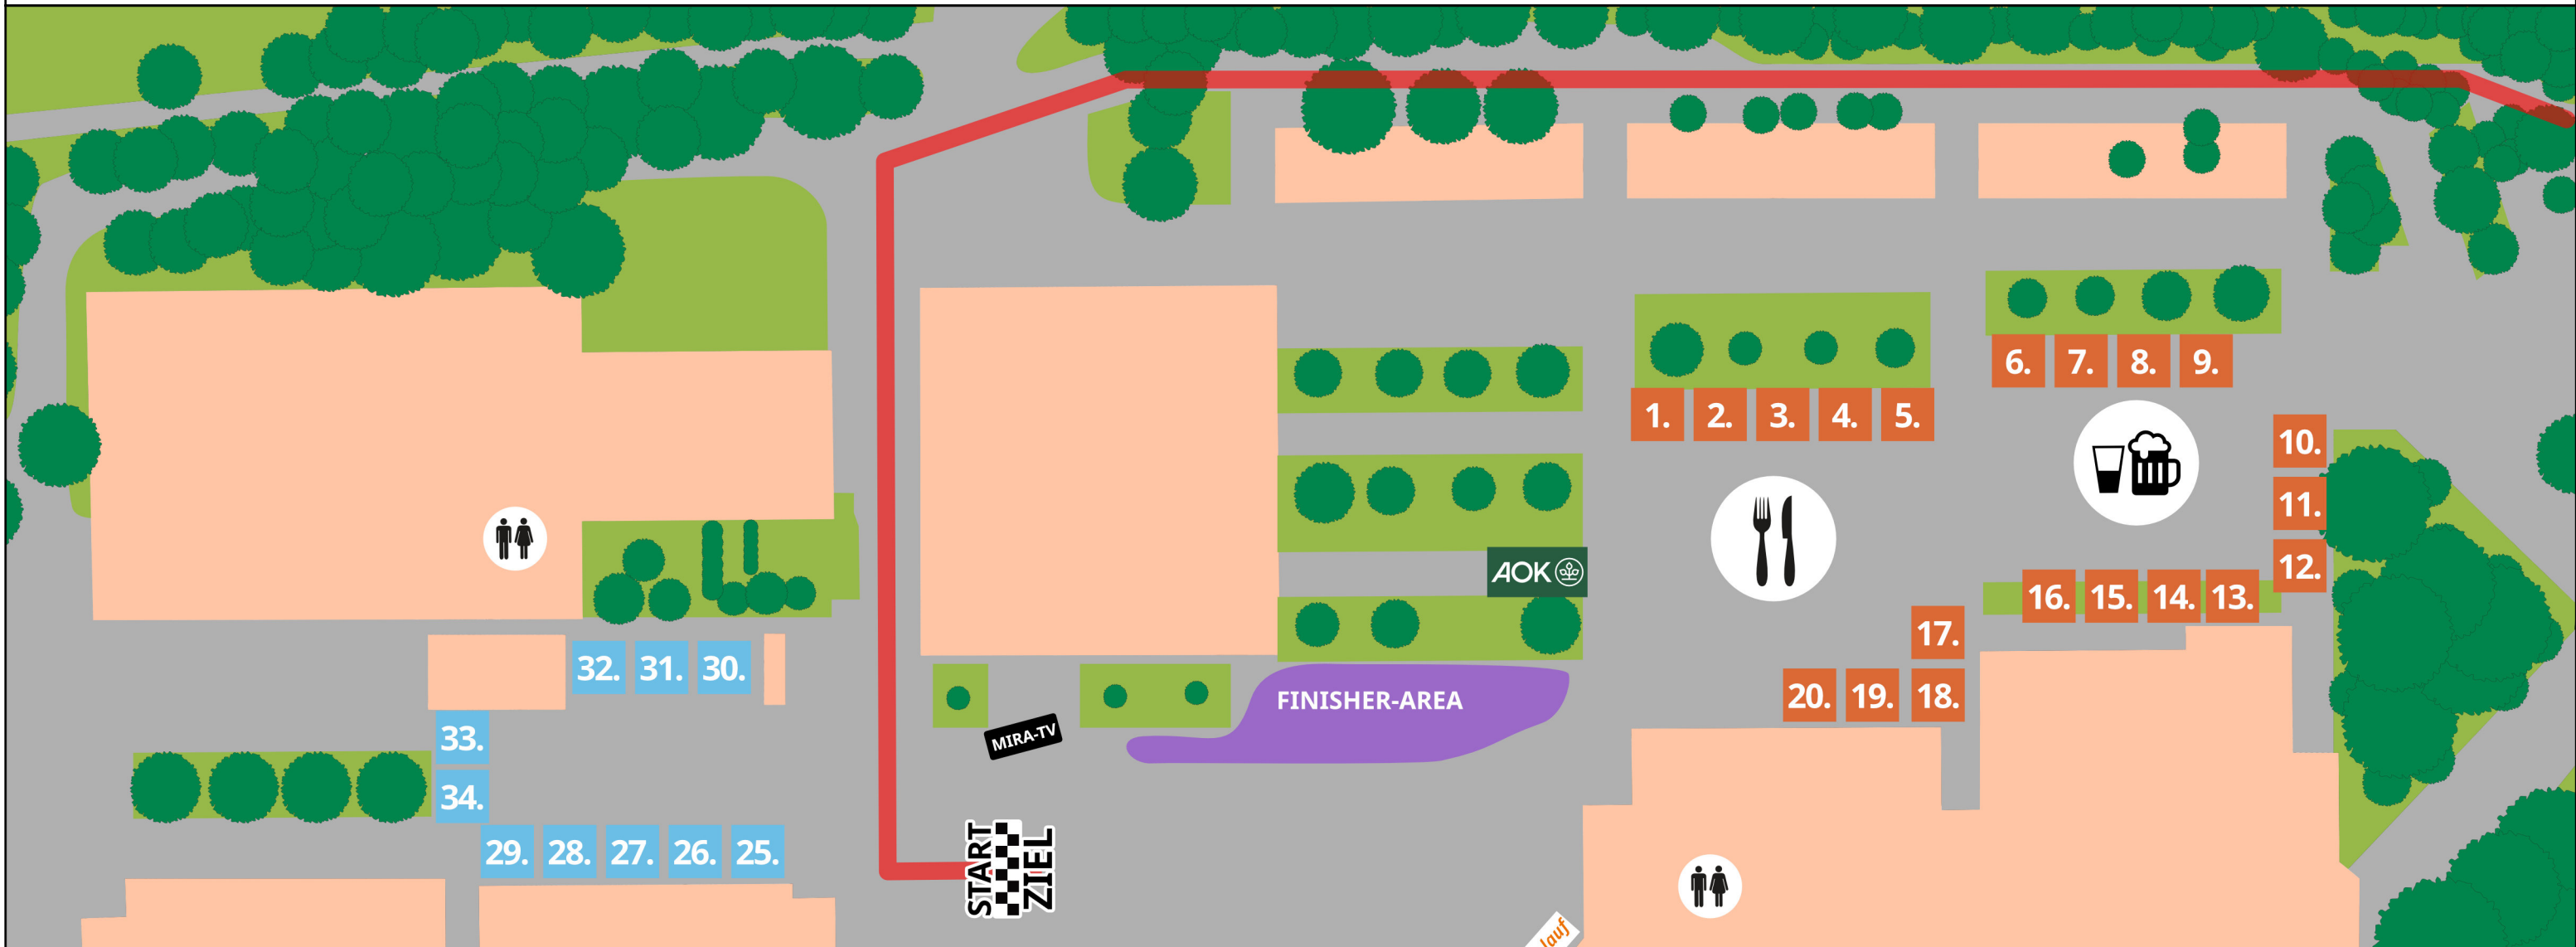 6. 7. 8. 9.
1. 2. 3. 4. 5.
10.
11.
12.
AOK
16. 15. 14. 13.
17.
20. 19. 18.
32. 31. 30.
33.
34.
29. 28. 27. 26. 25.
MIRA-TV
FINISHER-AREA
START
ZIEL
lauf